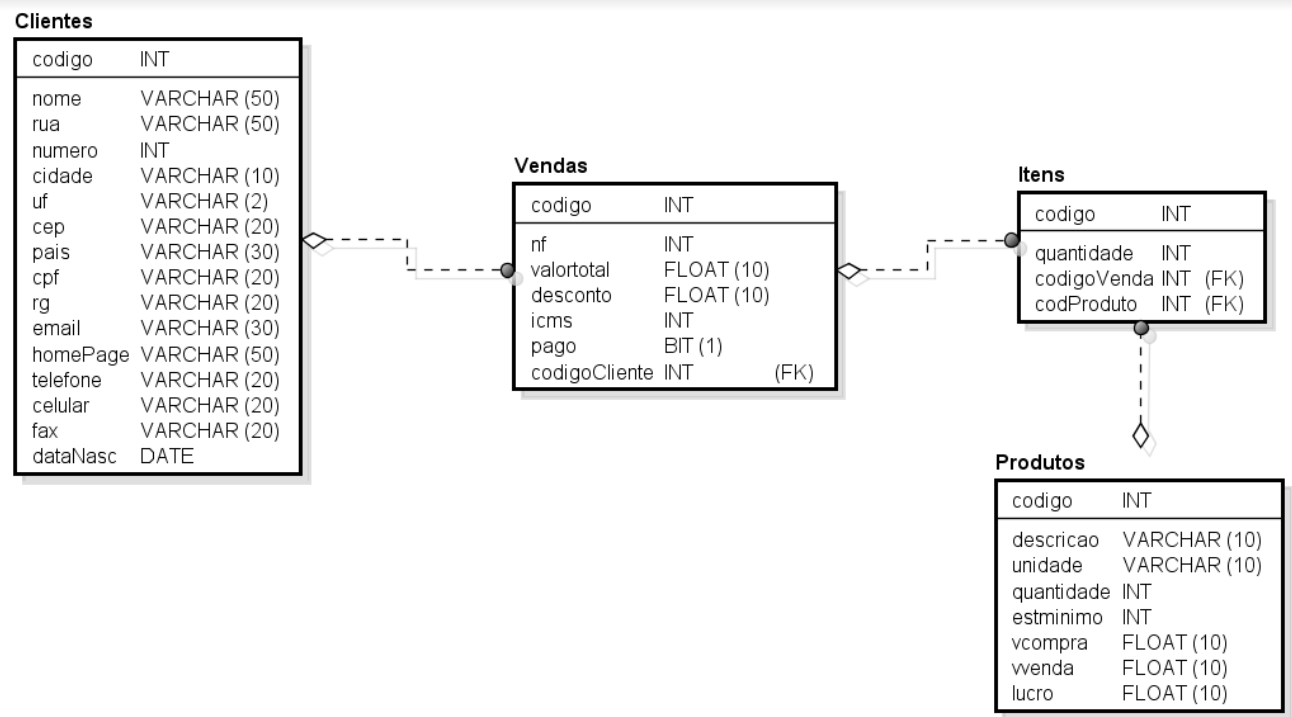 Clientes
codigo INT
nome VARCHAR (50)
rua VARCHAR (50)
numero INT
cidade VARCHAR (10)
uf VARCHAR (2)
cep VARCHAR (20)
pais VARCHAR (30)
cpf VARCHAR (20)
rg VARCHAR (20)
email VARCHAR (30)
homePage VARCHAR (50)
telefone VARCHAR (20)
celular VARCHAR (20)
fax VARCHAR (20)
dataNasc DATE
Vendas
codigo INT
nf INT
valortotal FLOAT (10)
desconto FLOAT (10)
icms INT
pago BIT (1)
codigoCliente INT (FK)
Itens
codigo INT
quantidade INT
codigoVenda INT (FK)
codProduto INT (FK)
Produtos
codigo INT
descricao VARCHAR (10)
unidade VARCHAR (10)
quantidade INT
estminimo INT
vcompra FLOAT (10)
vvenda FLOAT (10)
lucro FLOAT (10)